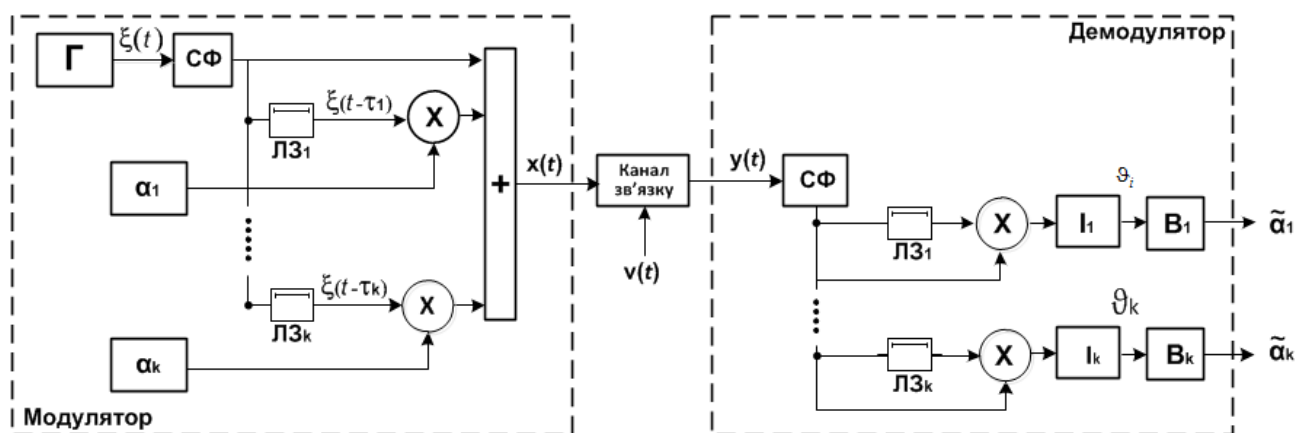 Г
ξ(t)
СФ
ξ(t-τ1)
X
ЛЗ1
α1
ξ(t-τk)
X
ЛЗk
αk
+
Модулятор
x(t)
Канал
зв'язку
v(t)
y(t)
Демодулятор
СФ
ЛЗ1
X
I1
ϑi
B1
α̃1
ЛЗk
X
Ik
ϑk
Bk
α̃k